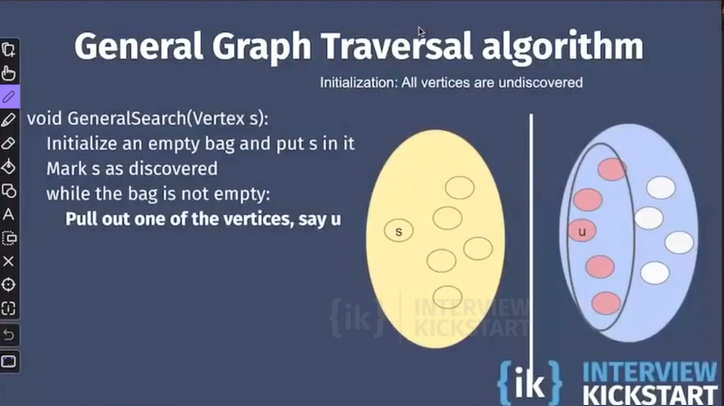 General Graph Traversal algorithm
Initialization: All vertices are undiscovered
void GeneralSearch(Vertex s):
Initialize an empty bag and put s in it
Mark s as discovered
while the bag is not empty:
Pull out one of the vertices, say u
s
u
{ik} INTERVIEW
KICKSTART
{ik} INTERVIEW
KICKSTART
A